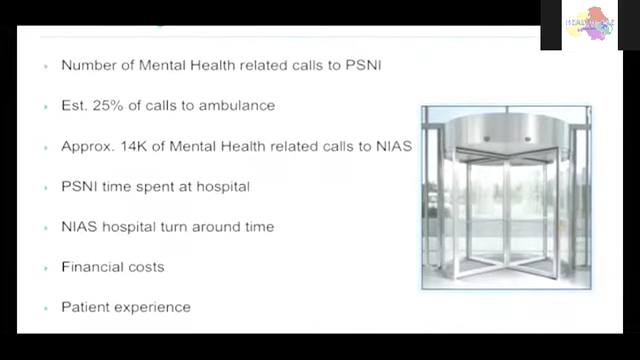 Number of Mental Health related calls to PSNI
Est. 25% of calls to ambulance
Approx. 14K of Mental Health related calls to NIAS
PSNI time spent at hospital
NIAS hospital turn around time
Financial costs
Patient experience